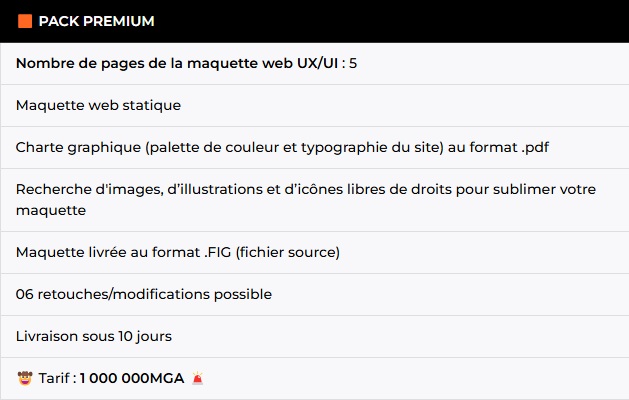 PACK PREMIUM
Nombre de pages de la maquette web UX/UI : 5
Maquette web statique
Charte graphique (palette de couleur et typographie du site) au format .pdf
Recherche d'images, d’illustrations et d’icônes libres de droits pour sublimer votre
maquette
Maquette livrée au format .FIG (fichier source)
06 retouches/modifications possible
Livraison sous 10 jours
Tarif : 1 000 000MGA